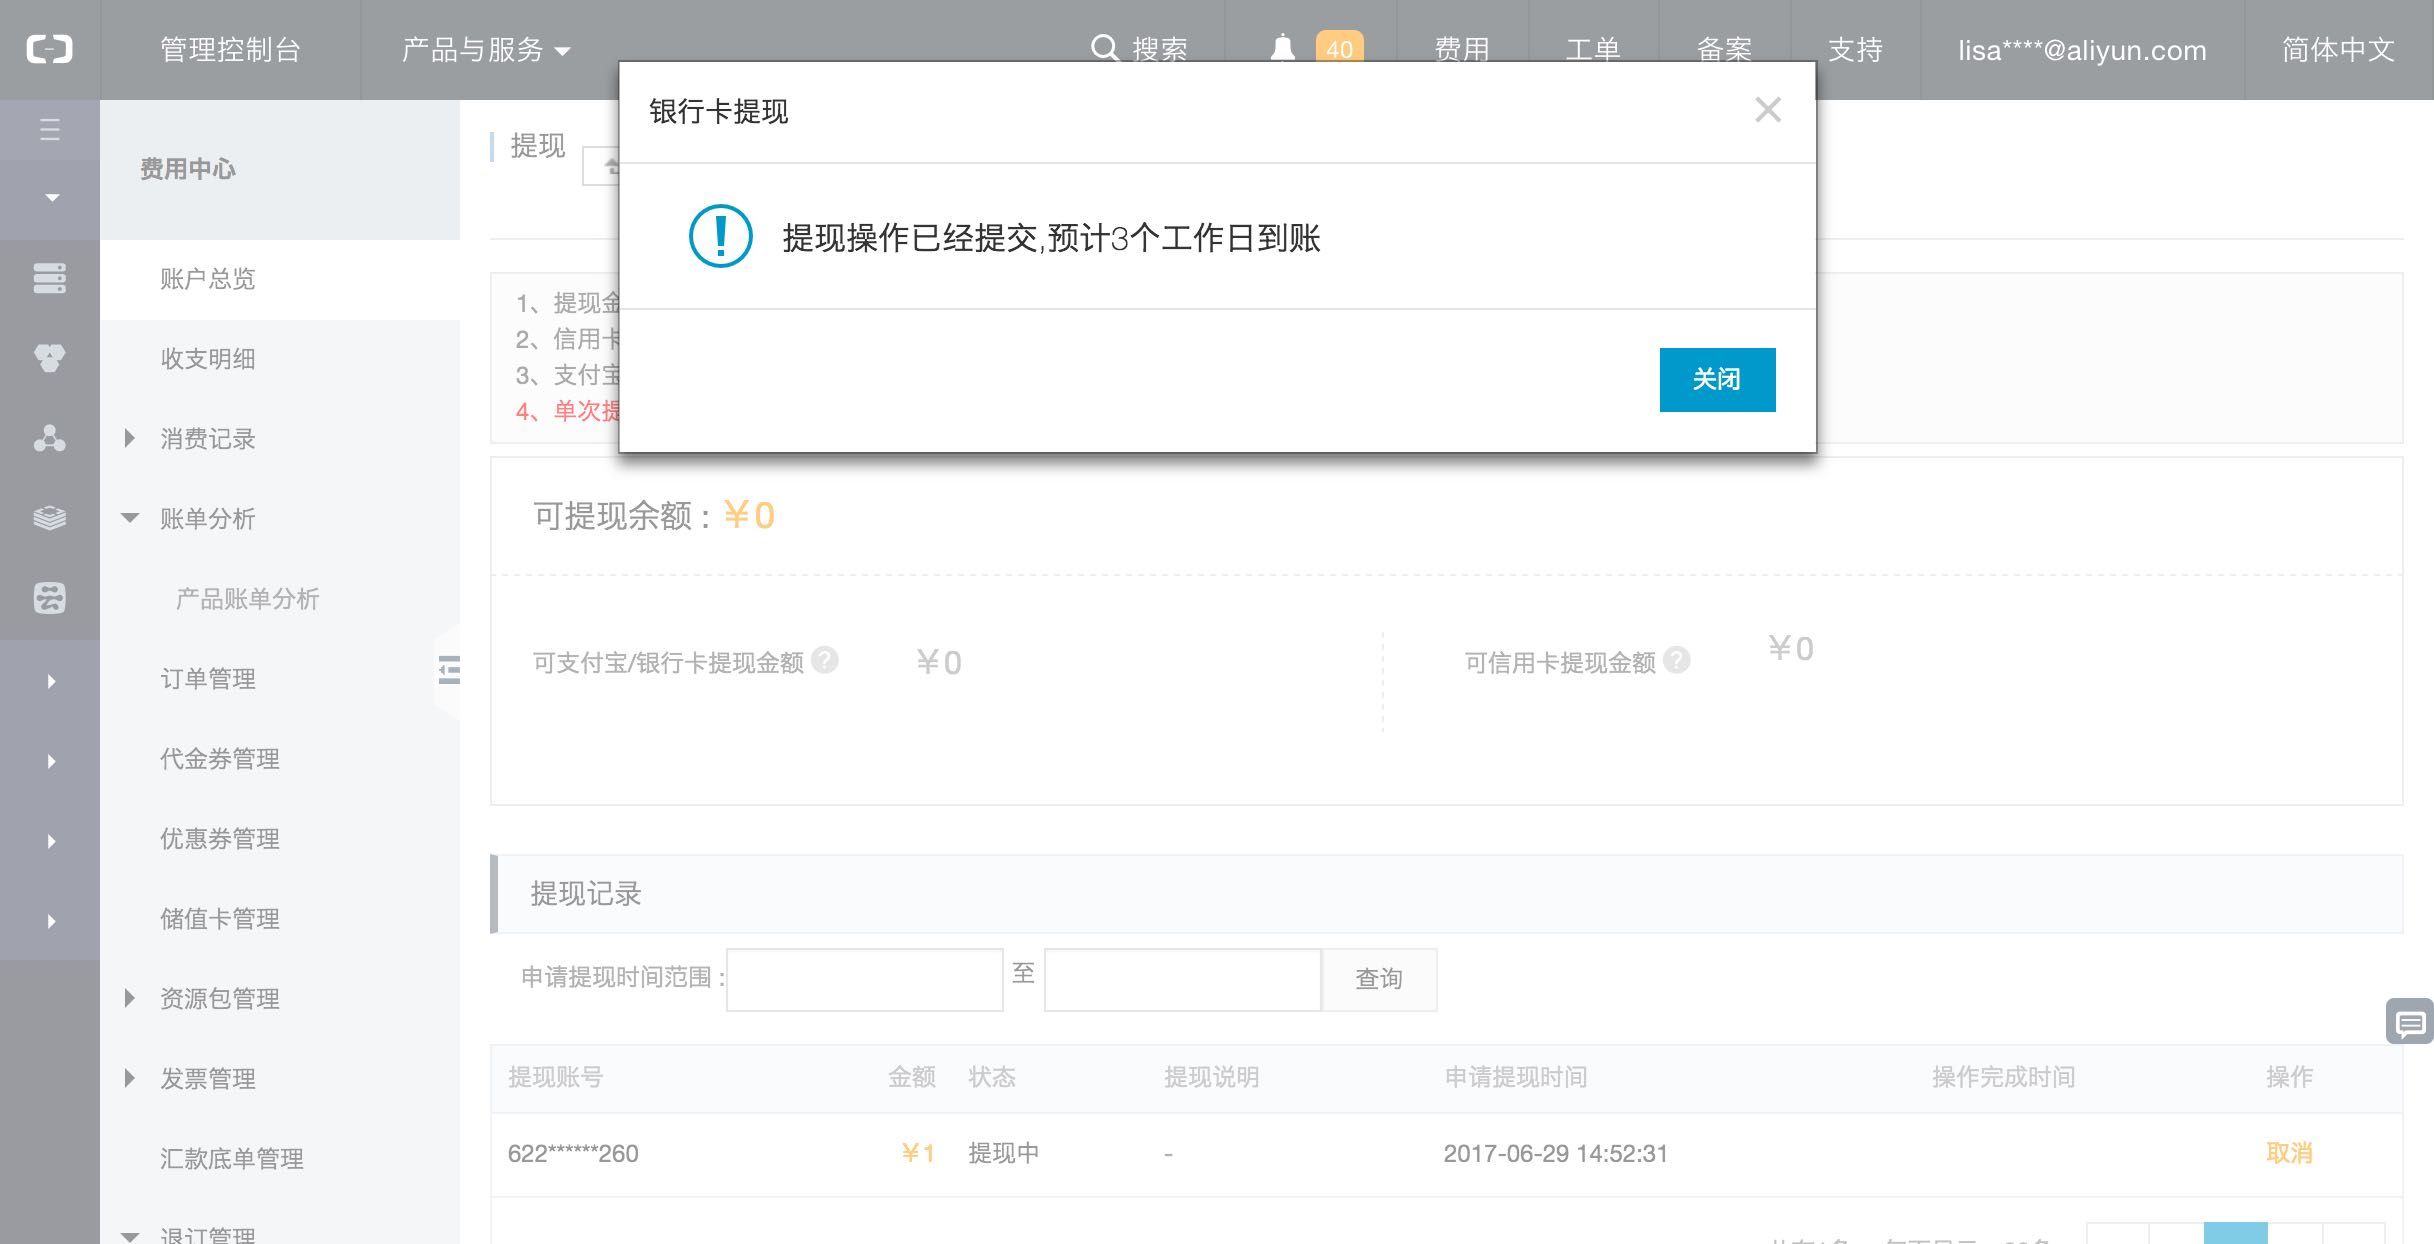 管理控制台
产品与服务
搜索
40
费用
工单
备案
支持
lisa****@aliyun.com
简体中文
银行卡提现
提现操作已经提交,预计3个工作日到账
关闭
费用中心
账户总览
收支明细
消费记录
账单分析
产品账单分析
订单管理
代金券管理
优惠券管理
储值卡管理
资源包管理
发票管理
汇款底单管理
退订管理
提现
1、提现金
2、信用卡
3、支付宝
4、单次提
可提现余额 : ¥0
可支付宝/银行卡提现金额 ? ¥0
可信用卡提现金额 ? ¥0
提现记录
申请提现时间范围 : 至 查询
提现账号 金额 状态 提现说明 申请提现时间 操作完成时间 操作
622******260 ¥1 提现中 - 2017-06-29 14:52:31 取消